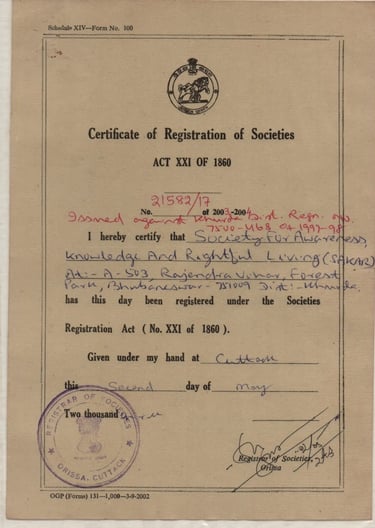 Schedule XIV—Form No. 100
Certificate of Registration of Societies
ACT XXI OF 1860
21582/17
No. of 2003-2004
Issued against Khurda Dist. Regn. no.
7500-463 of 1997-98
I hereby certify that Society For Awareness,
Knowledge And Rightful Living (SAKAR)
At:- A-503, Rajendra Vihar, Forest
Park, Bhubaneswar- 751009 Dist:- Khurda
has this day been registered under the Societies
Registration Act ( No. XXI of 1860 ).
Given under my hand at Cuttack
this Second day of May
Two thousand three
REGISTRAR OF SOCIETIES
ORISSA, CUTTACK
Registrar of Societies,
Orissa
OGP (Forms) 131—1,000—3-9-2002